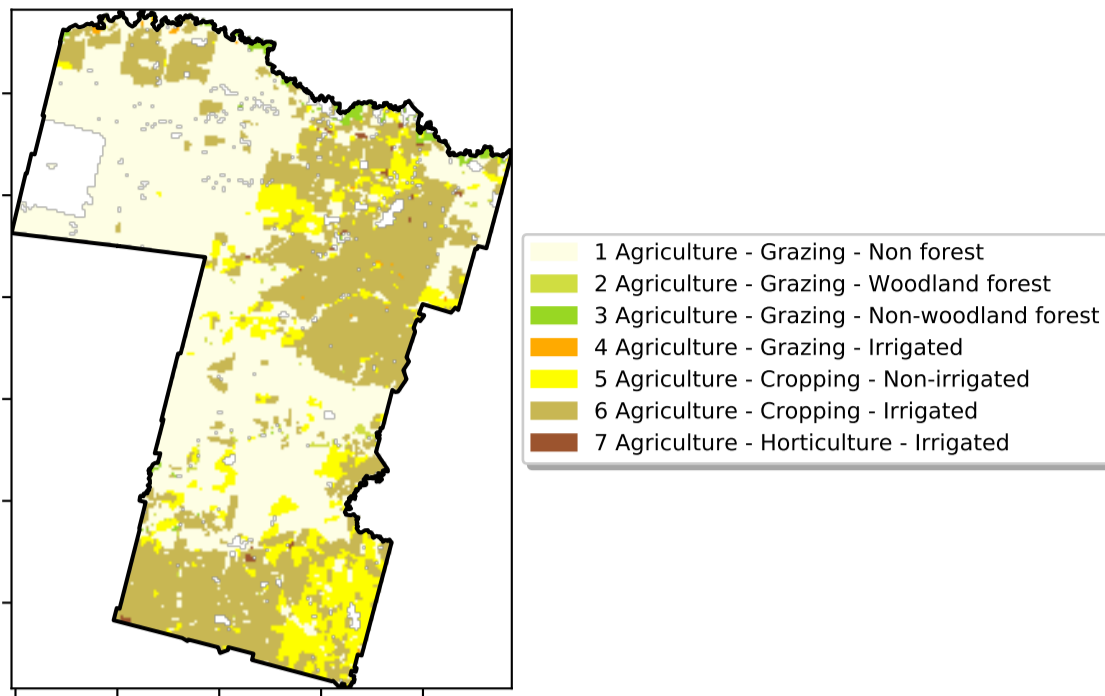 1 Agriculture - Grazing - Non forest
2 Agriculture - Grazing - Woodland forest
3 Agriculture - Grazing - Non-woodland forest
4 Agriculture - Grazing - Irrigated
5 Agriculture - Cropping - Non-irrigated
6 Agriculture - Cropping - Irrigated
7 Agriculture - Horticulture - Irrigated